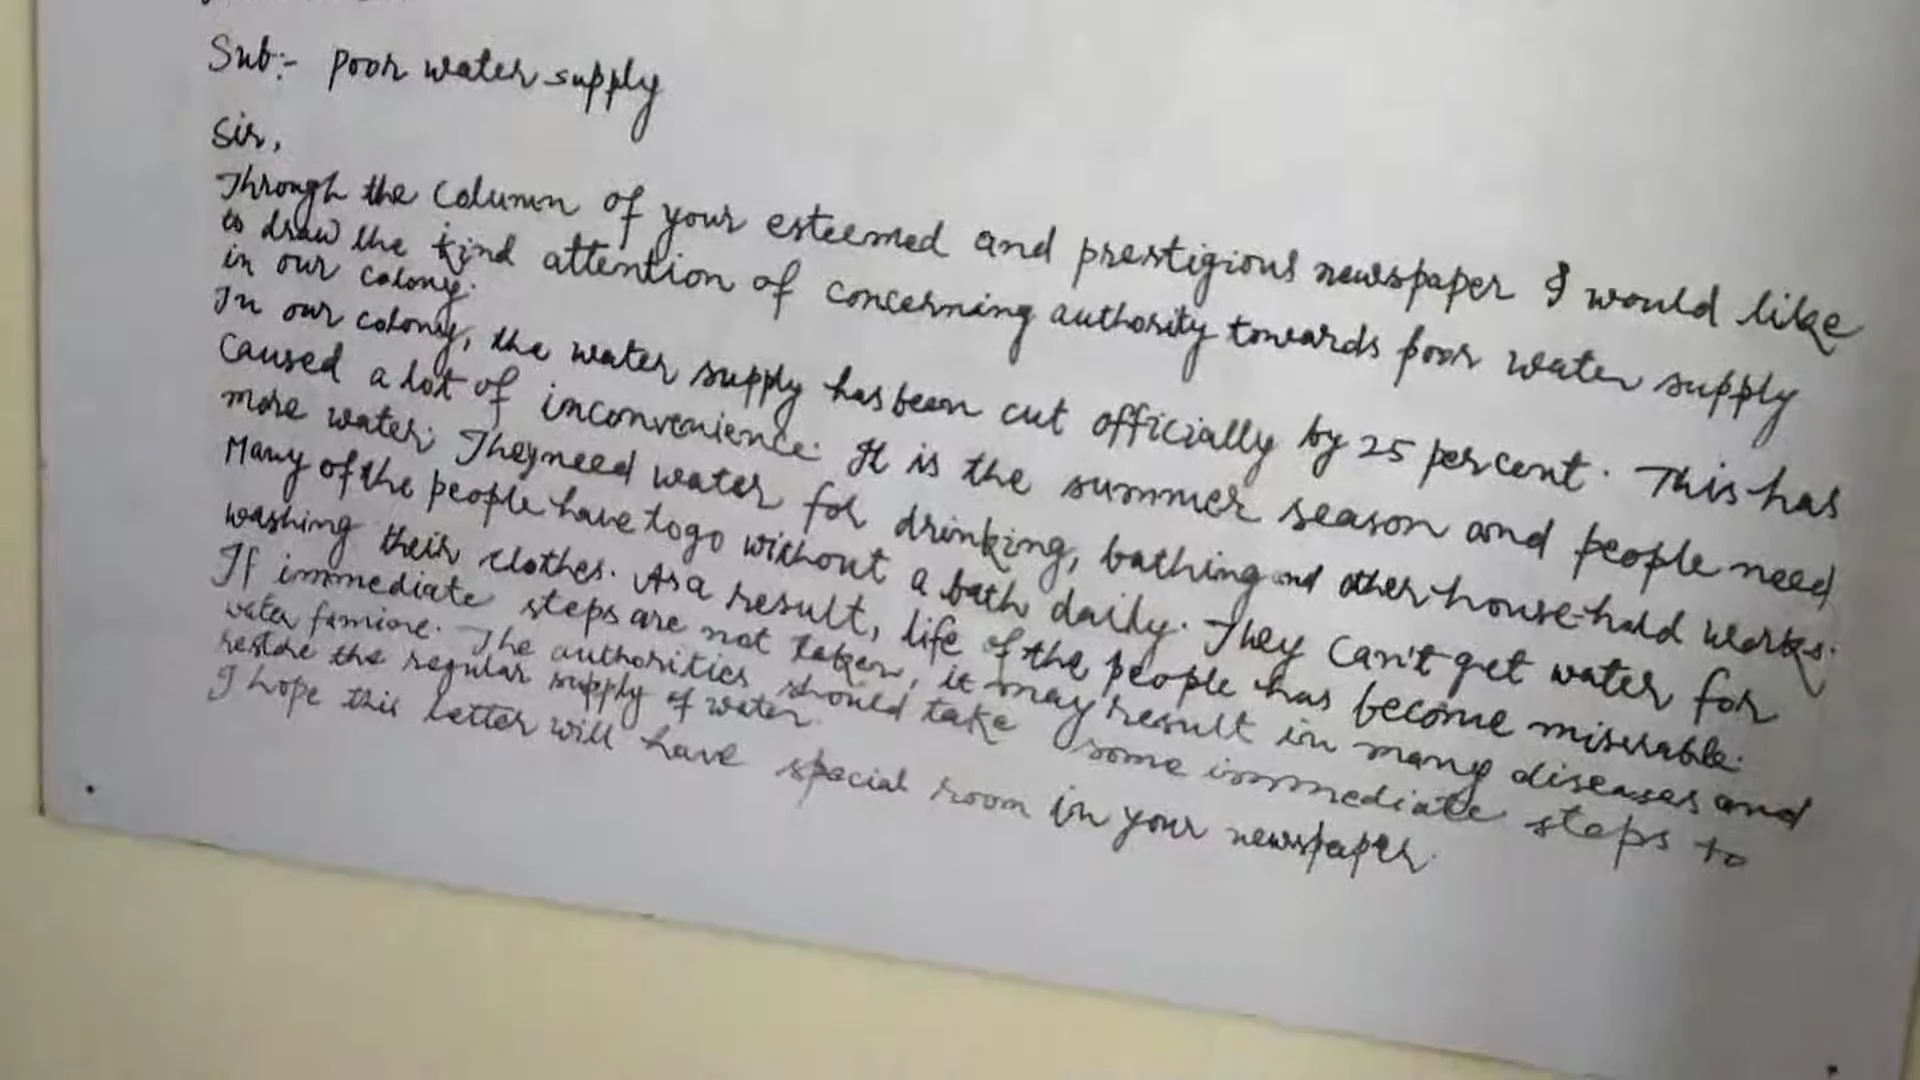 Sub:- poor water supply
Sir,
Through the column of your esteemed and prestigious newspaper I would like
to draw the kind attention of concerning authority towards poor water supply
in our colony.
In our colony, the water supply has been cut officially by 25 percent. This has
caused a lot of inconvenience. It is the summer season and people need
more water. They need water for drinking, bathing and other house-hold works.
Many of the people have to go without a bath daily. They can't get water for
washing their clothes. As a result, life of the people has become miserable.
If immediate steps are not taken, it may result in many diseases and
water famine. The authorities should take some immediate steps to
restore the regular supply of water.
I hope this letter will have special room in your newspaper.